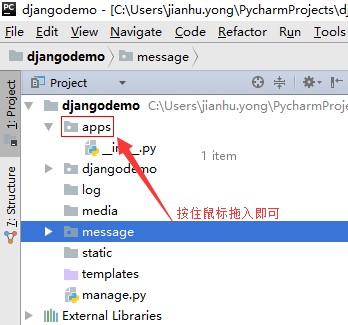 djangodemo - [C:\Users\jianhu.yong\PycharmProjects\d
File Edit View Navigate Code Refactor Run Tools
djangodemo message
Project
1: Project
7: Structure
djangodemo C:\Users\jianhu.yong\PycharmProje
apps
__init__.py
1 item
djangodemo
log
media
按住鼠标拖入即可
message
static
templates
manage.py
External Libraries